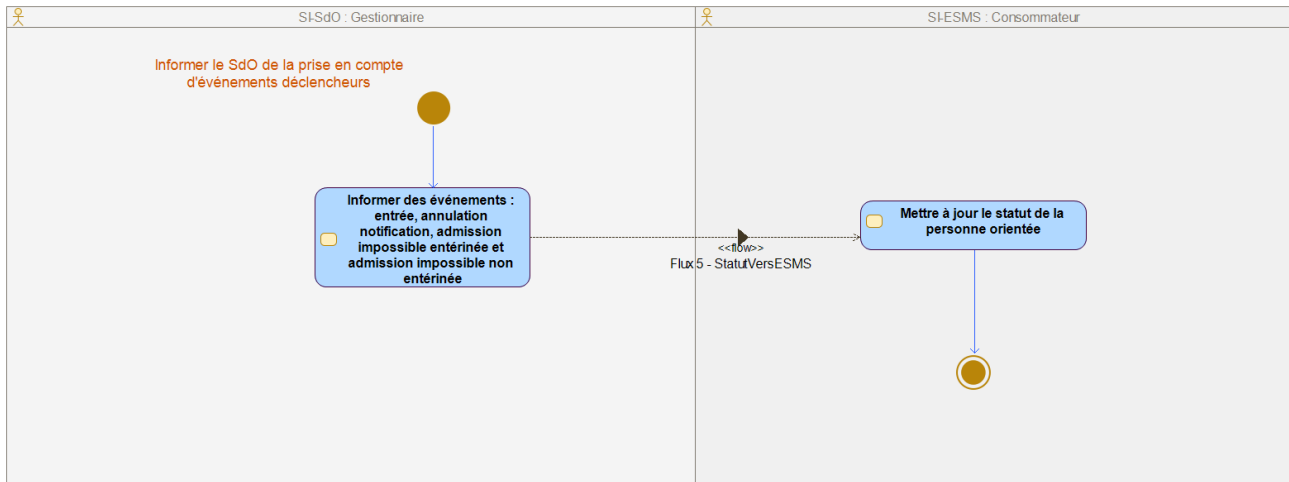 SI-SdO : Gestionnaire
SI-ESMS : Consommateur
Informer le SdO de la prise en compte
d'événements déclencheurs
Informer des événements :
entrée, annulation
notification, admission
impossible entérinée et
admission impossible non
entérinée
<<flow>>
Flux 5 - StatutVersESMS
Mettre à jour le statut de la
personne orientée